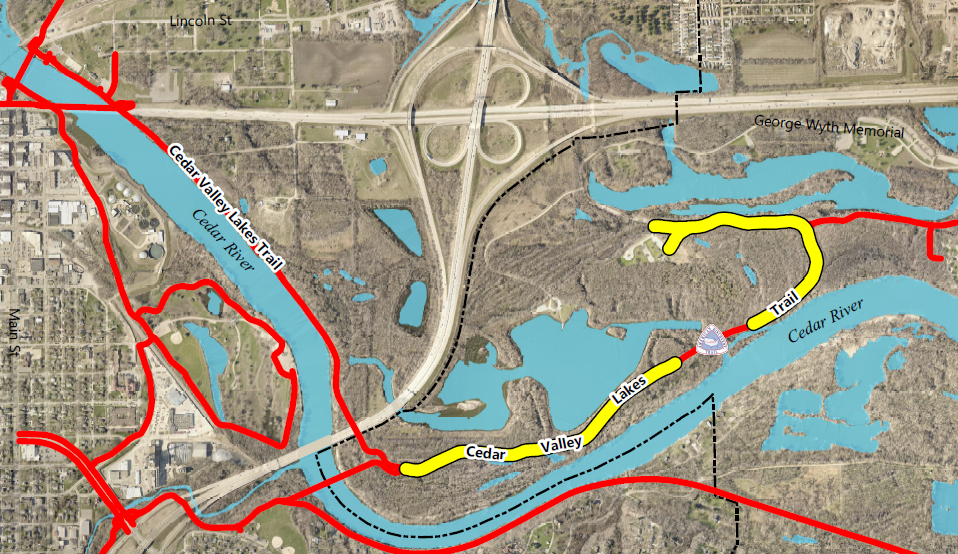 Lincoln St
George Wyth Memorial
Cedar Valley Lakes Trail
Cedar River
Main St
Trail
Cedar River
Lakes
Cedar Valley